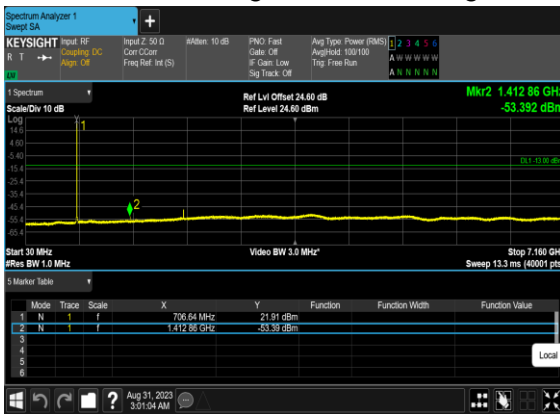 Spectrum Analyzer 1
Swept SA
+
KEYSIGHT Input: RF Input Z: 50 Ω #Atten: 10 dB PNO: Fast Avg Type: Power (RMS) 1 2 3 4 5 6
R T Coupling: DC Corr CCorr Gate: Off Avg|Hold: 100/100 A W W W W W
Align: Off Freq Ref: Int (S) IF Gain: Low Trig: Free Run
Sig Track: Off A N N N N N
LV
1 Spectrum Ref Lvl Offset 24.60 dB Mkr2 1.412 86 GHz
Scale/Div 10 dB Ref Level 24.60 dBm -53.392 dBm
Log
14.6 1
4.60
-5.40
-15.4 DL1 -13.00 dBm
-25.4
-35.4
-45.4 2
-55.4
-65.4
Start 30 MHz Video BW 3.0 MHz* Stop 7.160 GH
#Res BW 1.0 MHz Sweep 13.3 ms (40001 pts
5 Marker Table
Mode Trace Scale X Y Function Function Width Function Value
1 N 1 f 706.64 MHz 21.91 dBm
2 N 1 f 1.412 86 GHz -53.39 dBm
3
4
5
6
Local
? Aug 31, 2023
3:01:04 AM